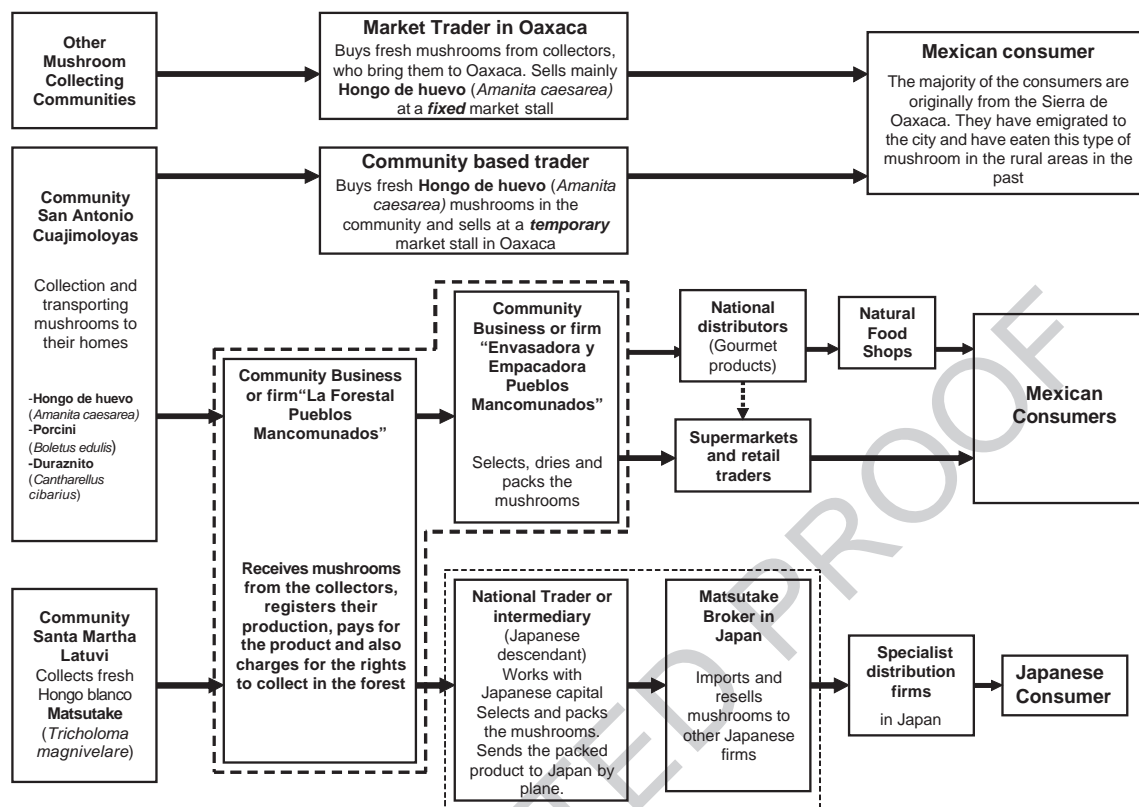 Other
Mushroom
Collecting
Communities
Market Trader in Oaxaca
Buys fresh mushrooms from collectors,
who bring them to Oaxaca. Sells mainly
Hongo de huevo (Amanita caesarea)
at a fixed market stall
Mexican consumer
The majority of the consumers are
originally from the Sierra de
Oaxaca. They have emigrated to
the city and have eaten this type of
mushroom in the rural areas in the
past
Community
San Antonio
Cuajimoloyas
Collection and
transporting
mushrooms to
their homes
-Hongo de huevo
(Amanita caesarea)
-Porcini
(Boletus edulis)
-Duraznito
(Cantharellus
cibarius)
Community based trader
Buys fresh Hongo de huevo (Amanita
caesarea) mushrooms in the
community and sells at a temporary
market stall in Oaxaca
Community Business
or firm“La Forestal
Pueblos
Mancomunados”
Receives mushrooms
from the collectors,
registers their
production, pays for
the product and also
charges for the rights
to collect in the forest
Community
Business or firm
“Envasadora y
Empacadora
Pueblos
Mancomunados”
Selects, dries and
packs the
mushrooms
National
distributors
(Gourmet
products)
Natural
Food
Shops
Supermarkets
and retail
traders
Mexican
Consumers
Community
Santa Martha
Latuvi
Collects fresh
Hongo blanco
Matsutake
(Tricholoma
magnivelare)
National Trader or
intermediary
(Japanese
descendant)
Works with
Japanese capital
Selects and packs
the mushrooms.
Sends the packed
product to Japan by
plane.
Matsutake
Broker in
Japan
Imports and
resells
mushrooms to
other Japanese
firms
Specialist
distribution
firms
in Japan
Japanese
Consumer
TED PROOF